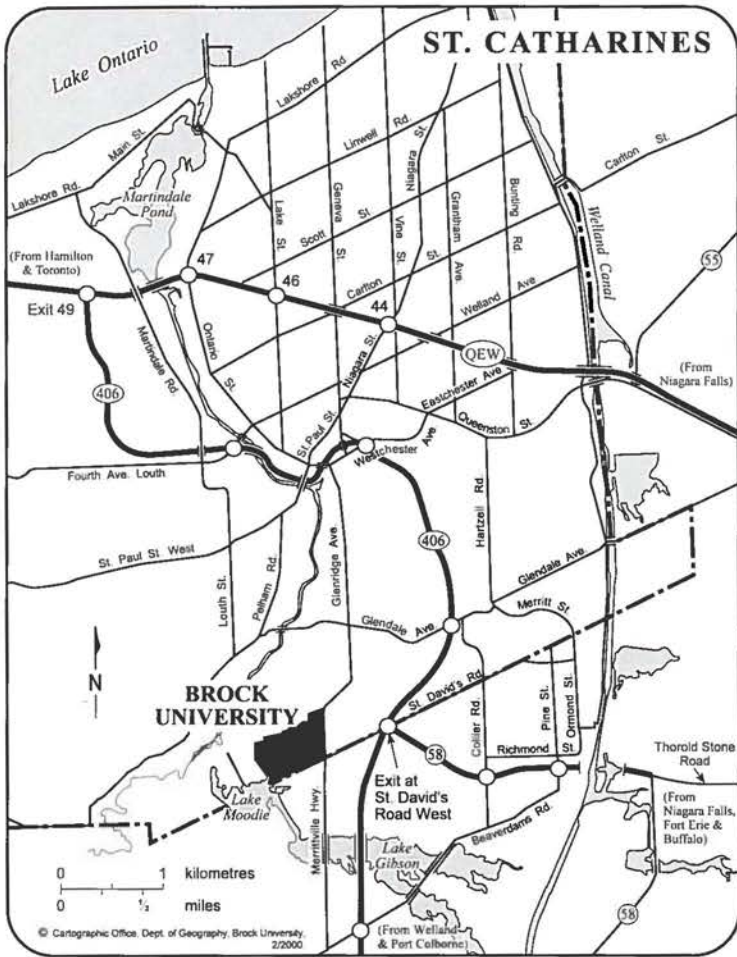 ST. CATHARINES
Lake Ontario
Lakshore Rd
Main St.
Linwell Rd.
Niagara St.
Carlton St.
Lakshore Rd.
Martindale Pond
Lake St.
Geneva St.
Scott St
Vine St.
Grantham Ave.
Bunting Rd.
Welland Canal
(From Hamilton
& Toronto)
47
46
Carlton St.
44
Welland Ave
55
Exit 49
Martindale Rd.
Ontario St.
Niagara St.
QEW
(From
Niagara Falls)
406
St Paul St.
Eastchester Ave
Queenston St.
Westchester Ave
Fourth Ave. Louth
Hartzell Rd
406
St. Paul St. West
Louth St.
Pelham Rd.
Glenridge Ave.
Glendale Ave.
Glendale Ave
Merritt St.
N
St. David's Rd.
BROCK
UNIVERSITY
Collier Rd.
Pine St.
Ormond St.
58
Richmond St.
Thorold Stone
Road
Exit at
St. David's
Road West
Lake
Moodie
Merrittville Hwy.
Beaverdams Rd.
(From
Niagara Falls,
Fort Erie &
Buffalo)
Lake
Gibson
0 1 kilometres
0 ½ miles
58
© Cartographic Office, Dept. of Geography, Brock University,
2/2000
(From Welland
& Port Colborne)